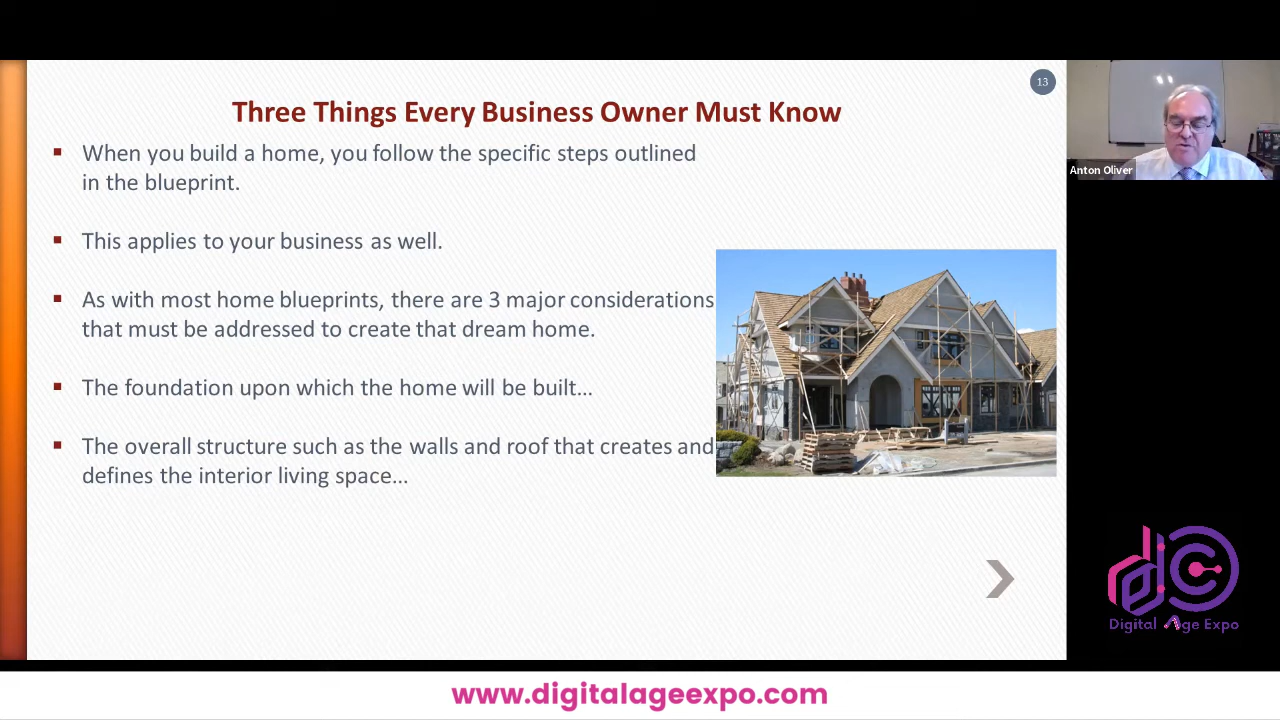 13
Three Things Every Business Owner Must Know
▪ When you build a home, you follow the specific steps outlined
in the blueprint.
▪ This applies to your business as well.
▪ As with most home blueprints, there are 3 major considerations
that must be addressed to create that dream home.
▪ The foundation upon which the home will be built...
▪ The overall structure such as the walls and roof that creates and
defines the interior living space...
Anton Oliver
Digital Age Expo
www.digitalageexpo.com